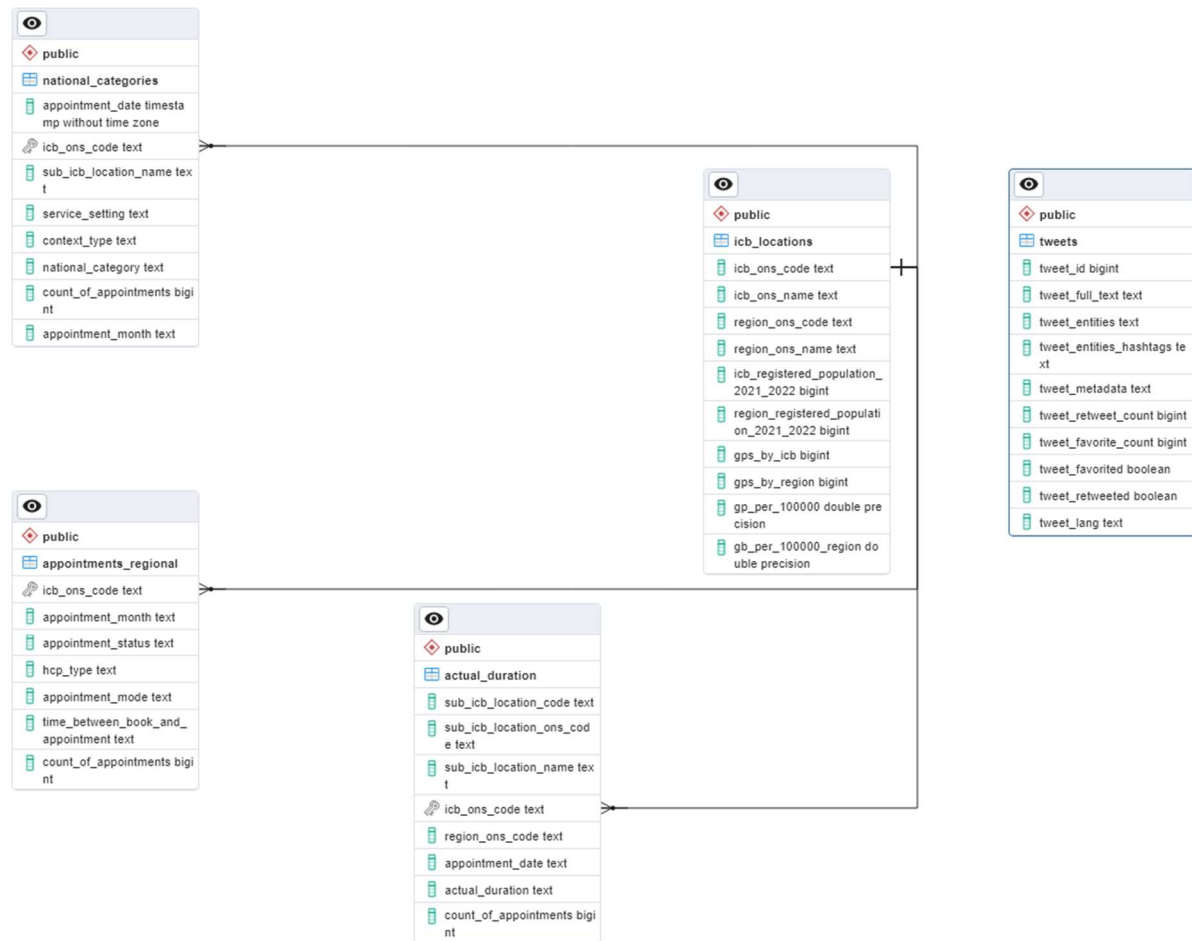 public
national_categories
appointment_date timesta
mp without time zone
icb_ons_code text
sub_icb_location_name tex
t
service_setting text
context_type text
national_category text
count_of_appointments bigi
nt
appointment_month text
public
icb_locations
icb_ons_code text
icb_ons_name text
region_ons_code text
region_ons_name text
icb_registered_population_
2021_2022 bigint
region_registered_populati
on_2021_2022 bigint
gps_by_icb bigint
gps_by_region bigint
gp_per_100000 double pre
cision
gb_per_100000_region do
uble precision
public
tweets
tweet_id bigint
tweet_full_text text
tweet_entities text
tweet_entities_hashtags te
xt
tweet_metadata text
tweet_retweet_count bigint
tweet_favorite_count bigint
tweet_favorited boolean
tweet_retweeted boolean
tweet_lang text
public
appointments_regional
icb_ons_code text
appointment_month text
appointment_status text
hcp_type text
appointment_mode text
time_between_book_and_
appointment text
count_of_appointments bigi
nt
public
actual_duration
sub_icb_location_code text
sub_icb_location_ons_cod
e text
sub_icb_location_name tex
t
icb_ons_code text
region_ons_code text
appointment_date text
actual_duration text
count_of_appointments bigi
nt